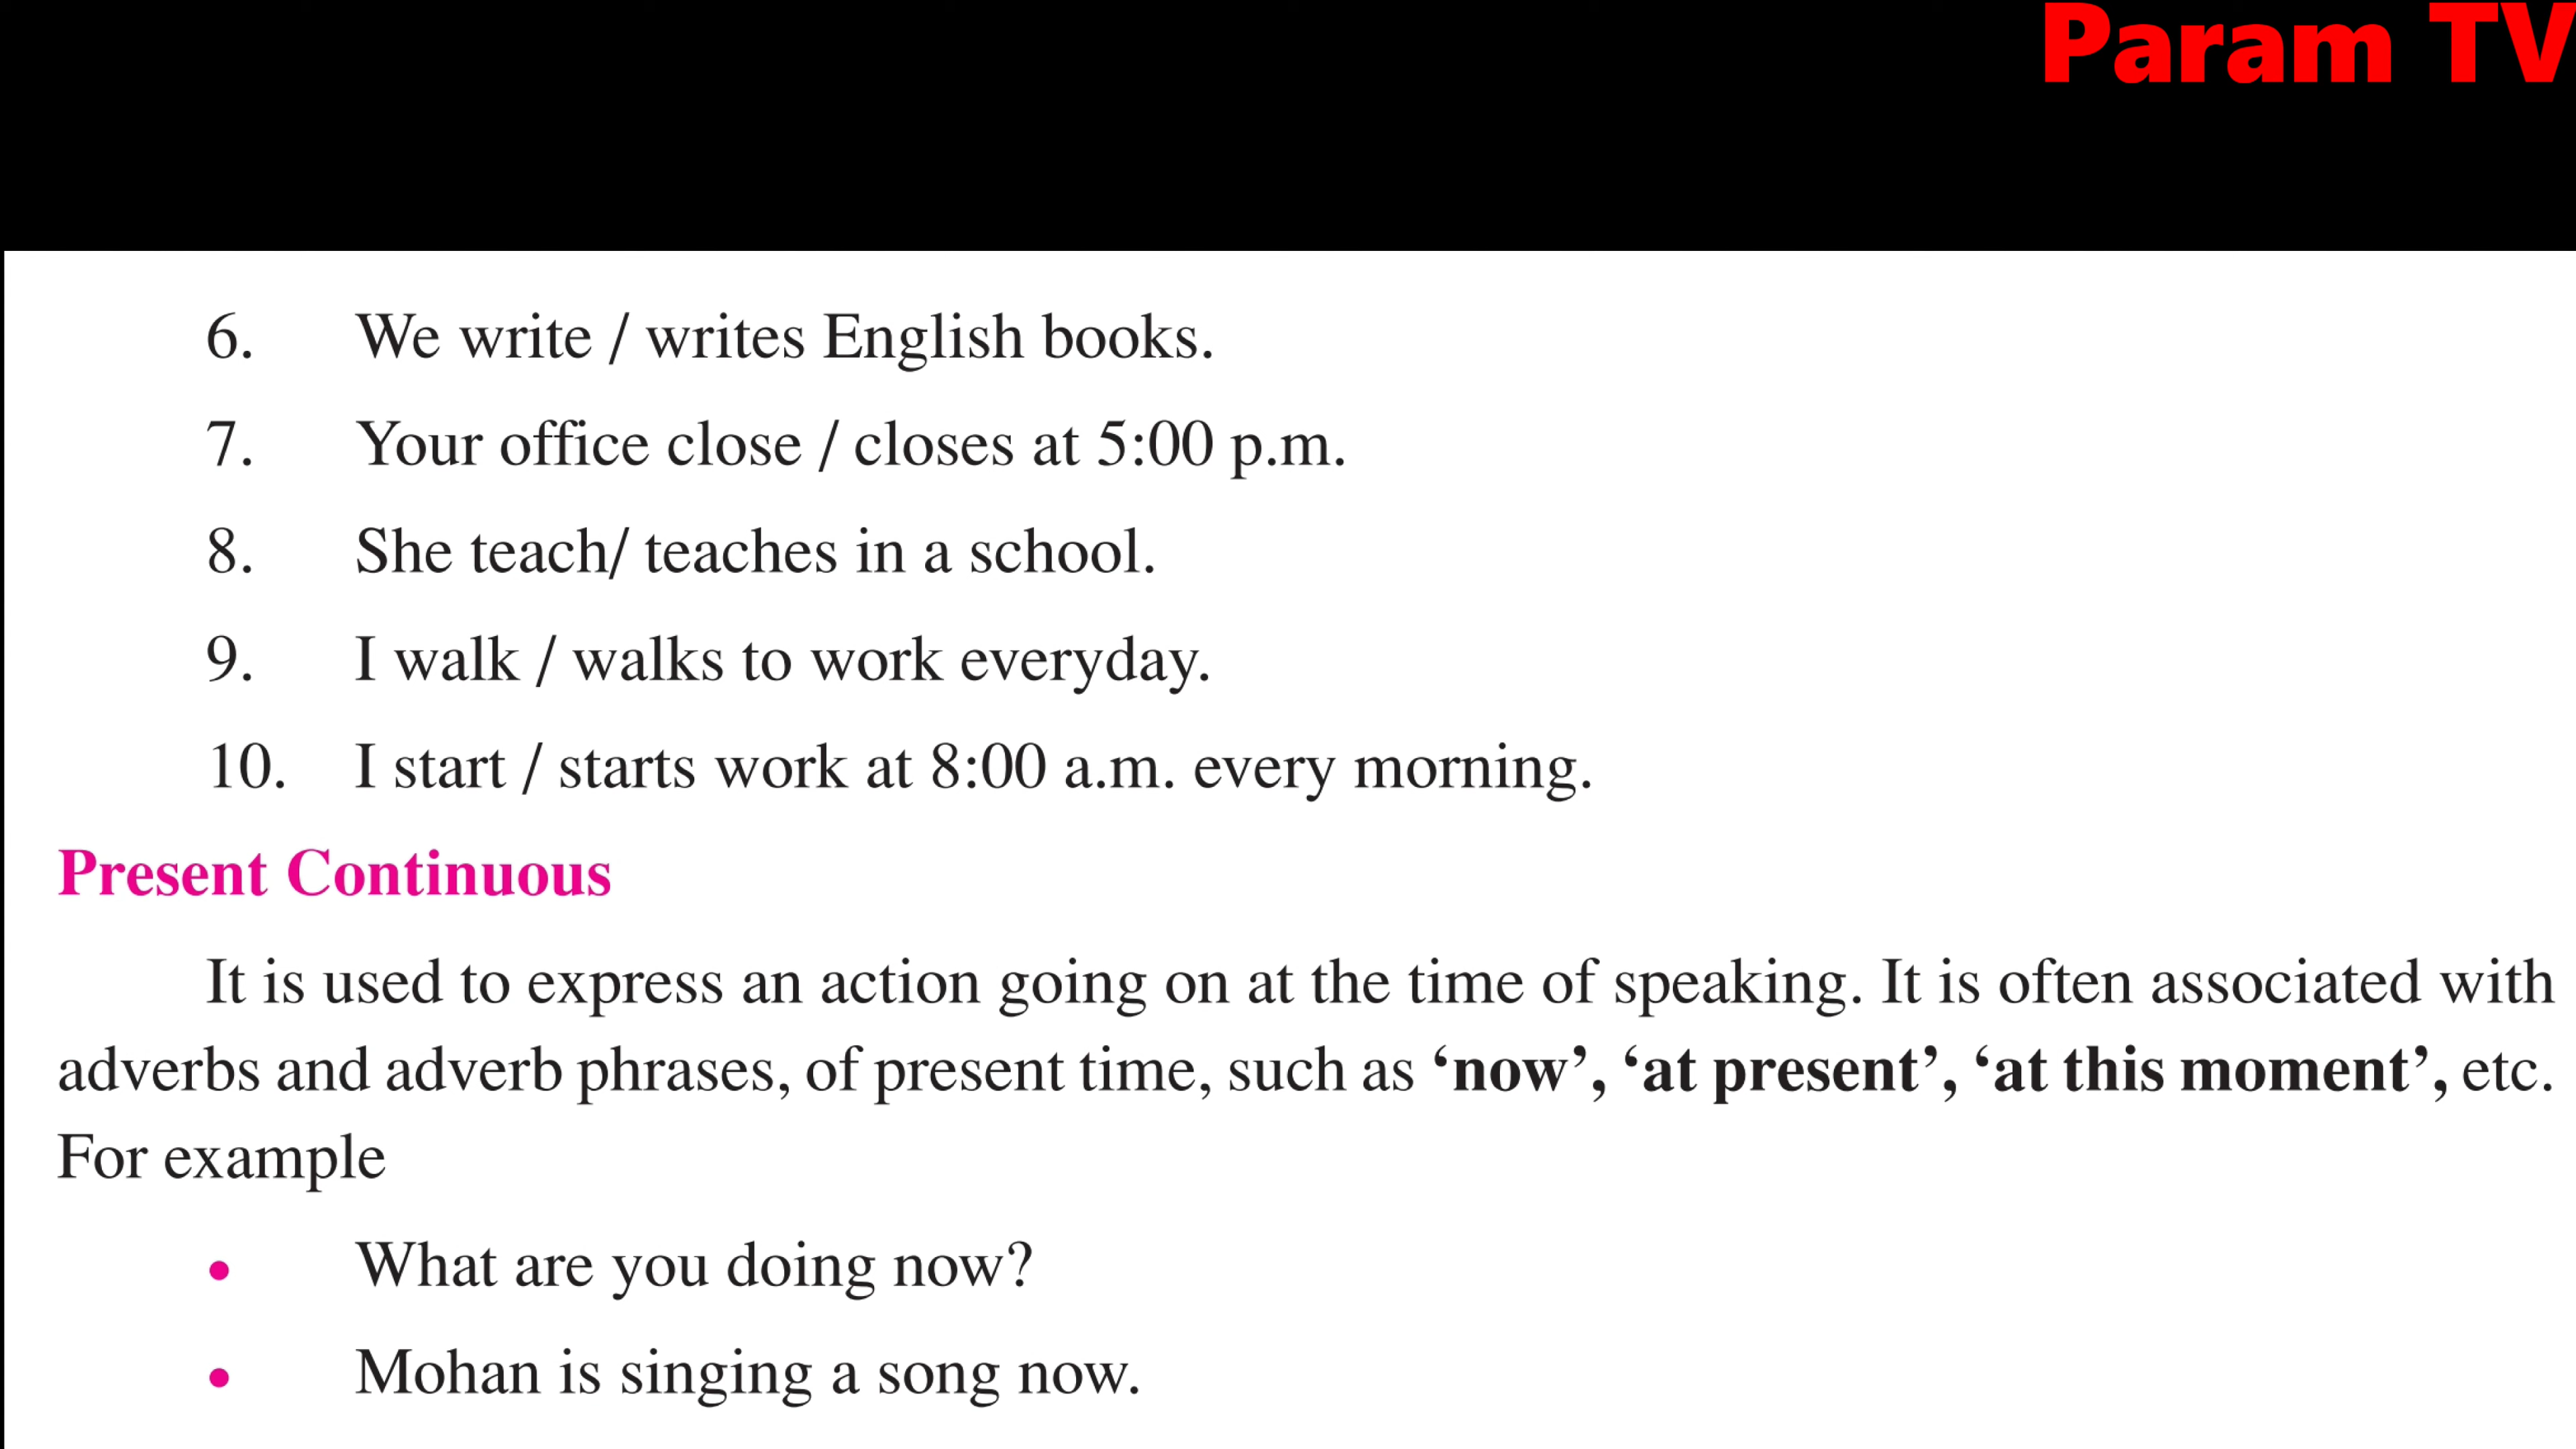 Param TV
6. We write / writes English books.
7. Your office close / closes at 5:00 p.m.
8. She teach/ teaches in a school.
9. I walk / walks to work everyday.
10. I start / starts work at 8:00 a.m. every morning.
Present Continuous
It is used to express an action going on at the time of speaking. It is often associated with
adverbs and adverb phrases, of present time, such as ‘now’, ‘at present’, ‘at this moment’, etc.
For example
• What are you doing now?
• Mohan is singing a song now.